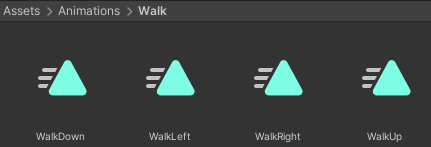 Assets > Animations > Walk
WalkDown WalkLeft WalkRight WalkUp